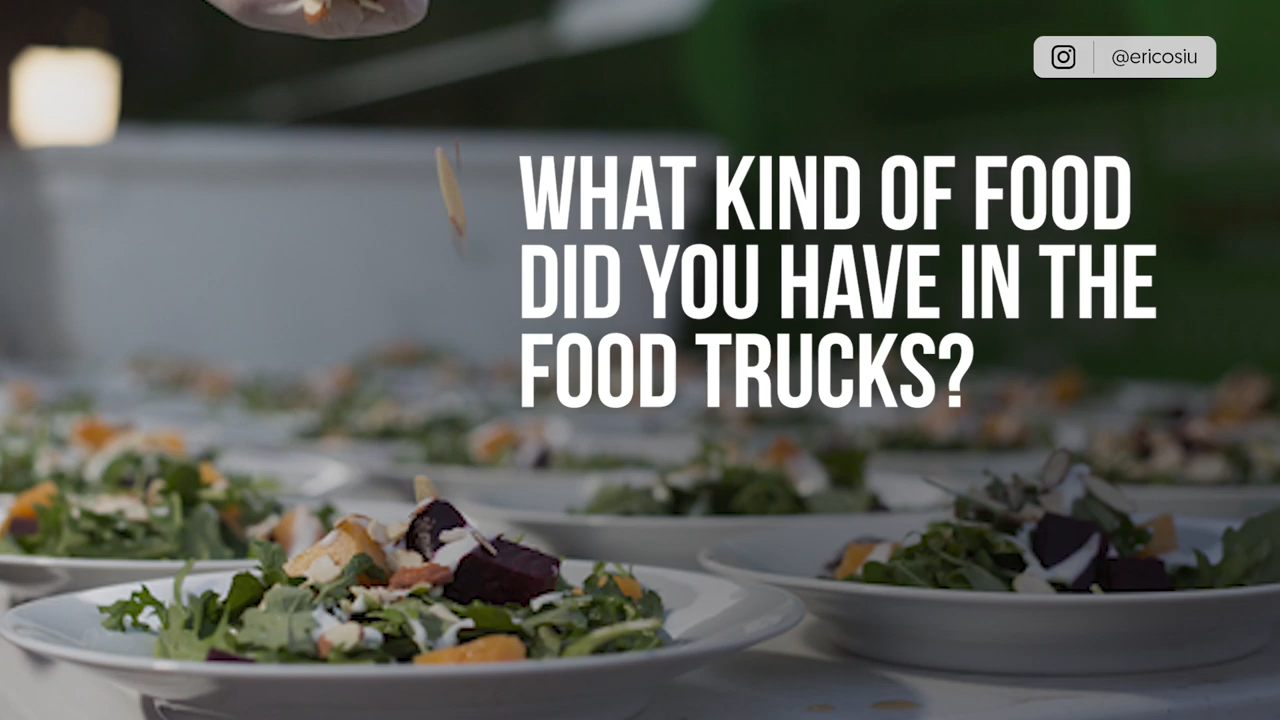 @ericosiu
WHAT KIND OF FOOD
DID YOU HAVE IN THE
FOOD TRUCKS?